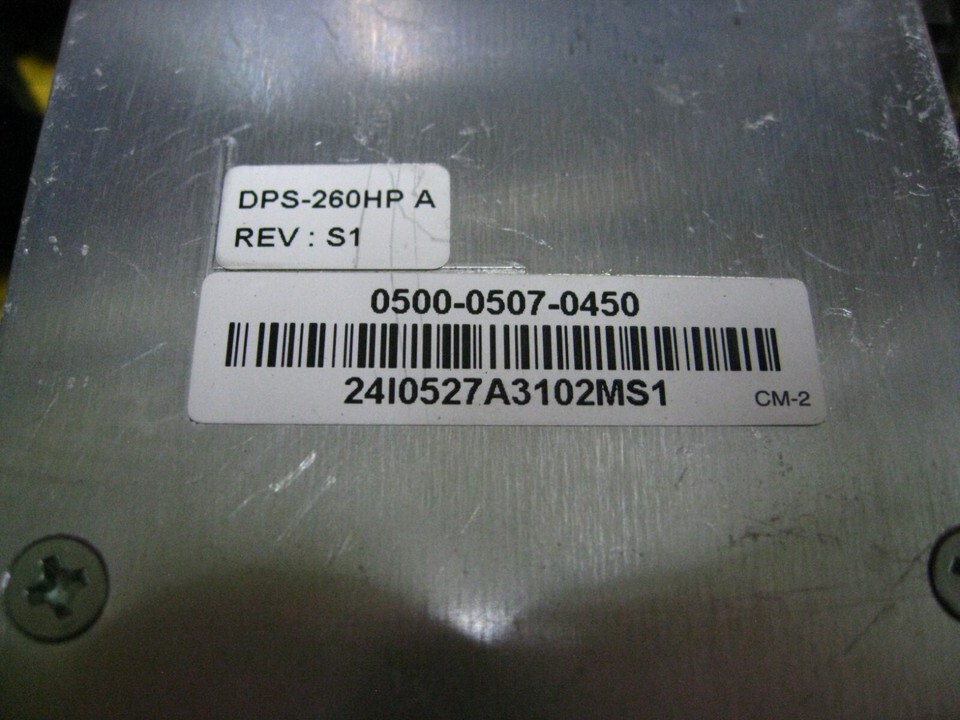 DPS-260HP A
REV : S1
0500-0507-0450
24I0527A3102MS1
CM-2